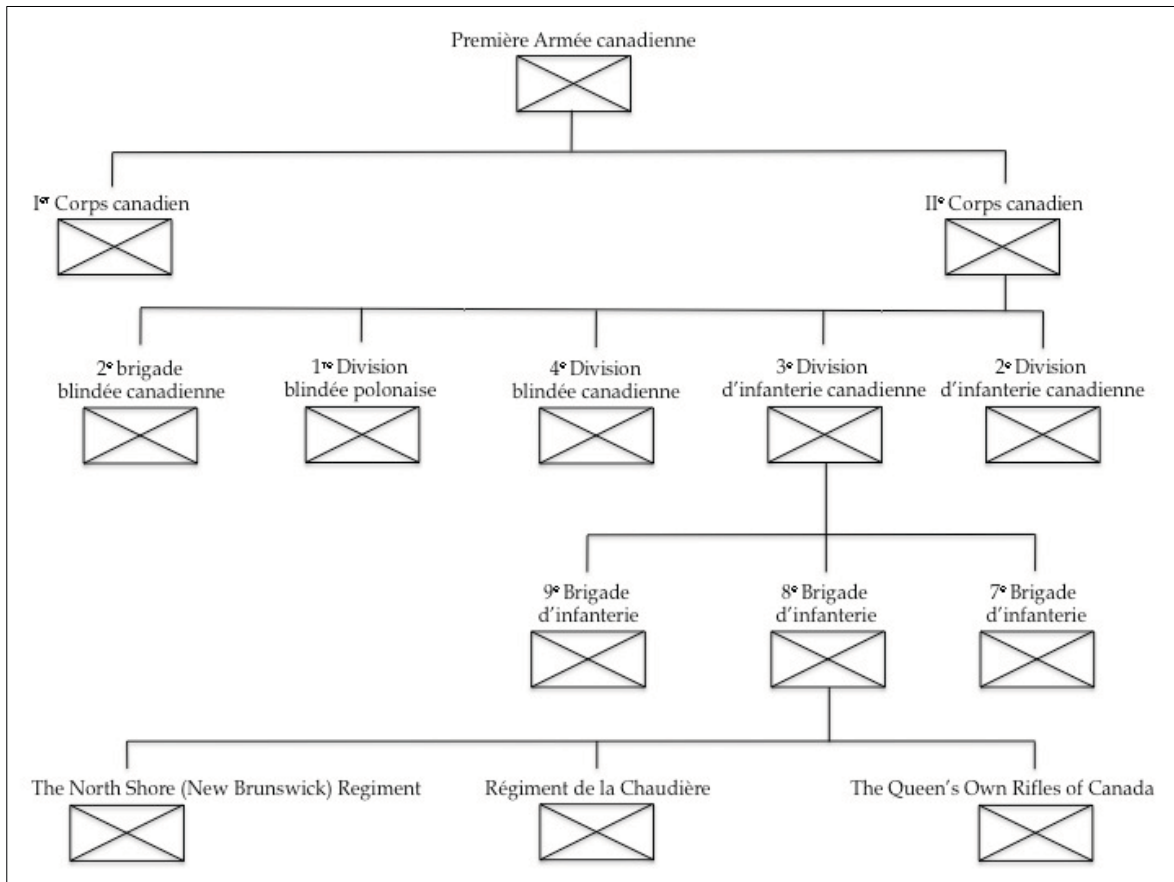 Première Armée canadienne
Iᵉʳ Corps canadien
IIᵉ Corps canadien
2ᵉ brigade
blindée canadienne
1ʳᵉ Division
blindée polonaise
4ᵉ Division
blindée canadienne
3ᵉ Division
d'infanterie canadienne
2ᵉ Division
d'infanterie canadienne
9ᵉ Brigade
d'infanterie
8ᵉ Brigade
d'infanterie
7ᵉ Brigade
d'infanterie
The North Shore (New Brunswick) Regiment
Régiment de la Chaudière
The Queen's Own Rifles of Canada